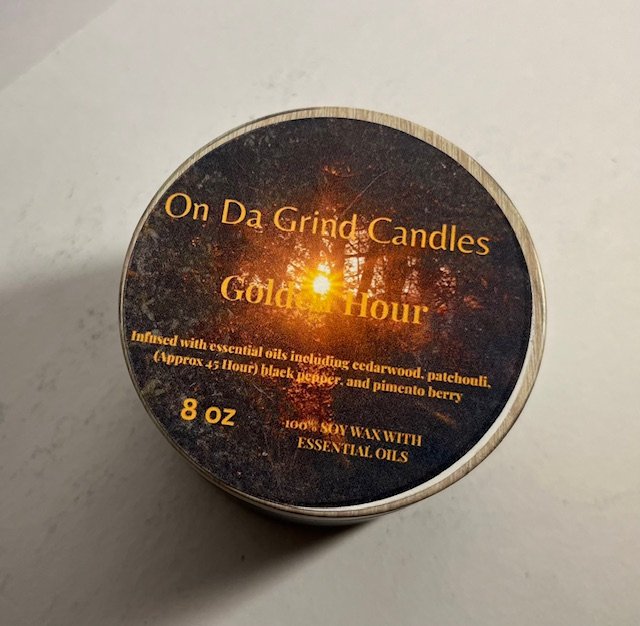 On Da Grind Candles
Golden Hour
Infused with essential oils including cedarwood, patchouli,
(Approx 45 Hour) black pepper, and pimento berry
8 oz
100% SOY WAX WITH
ESSENTIAL OILS